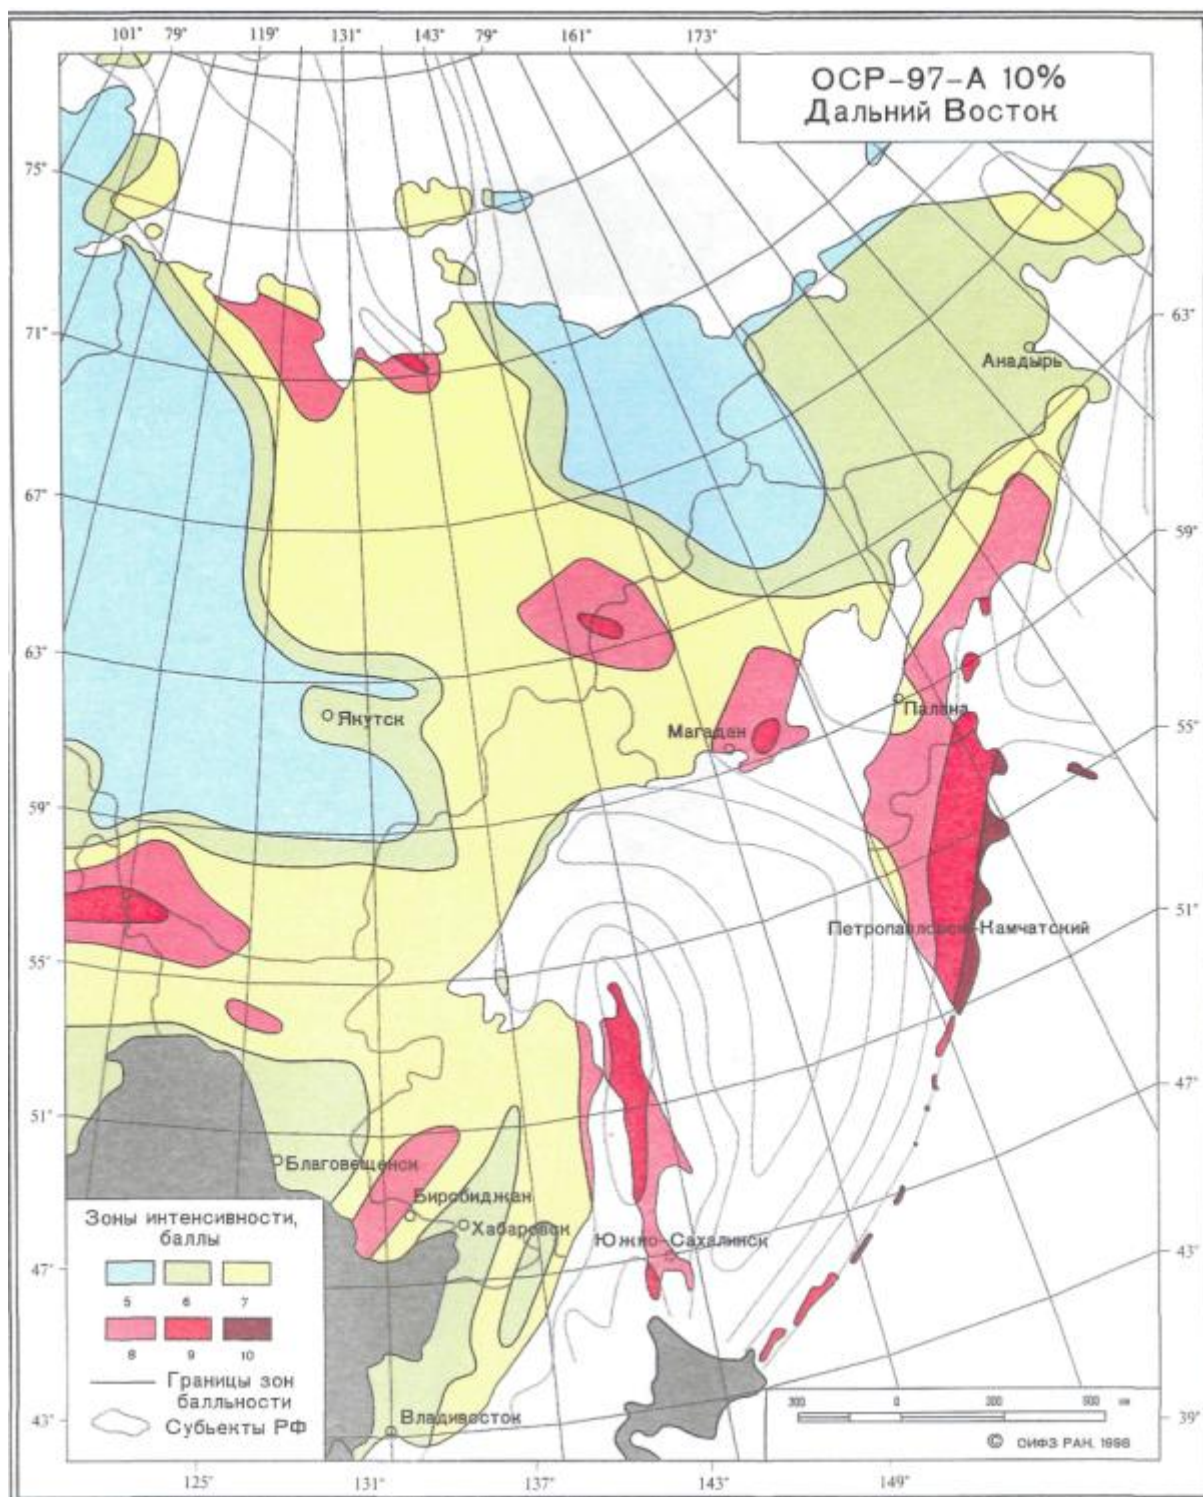 101° 79° 119° 131° 143° 79° 161° 173°
ОСР-97-А 10%
Дальний Восток
75°
71°
67°
63°
59°
55°
51°
47°
43°
63°
59°
55°
51°
47°
43°
39°
Анадырь
Якутск
Магадан
Палана
Петропавловск-Камчатский
Благовещенск
Биробиджан
Хабаровск
Южно-Сахалинск
Владивосток
Зоны интенсивности,
баллы
5 6 7
8 9 10
Границы зон
балльности
Субъекты РФ
300 0 300 600 км
© ОИФЗ РАН, 1998
125° 131° 137° 143° 149°